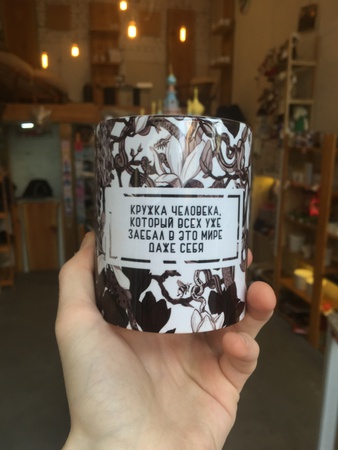 КРУЖКА ЧЕЛОВЕКА,
КОТОРЫЙ ВСЕХ УЖЕ
ЗАЕБАЛ В ЭТО МИРЕ
ДАЖЕ СЕБЯ